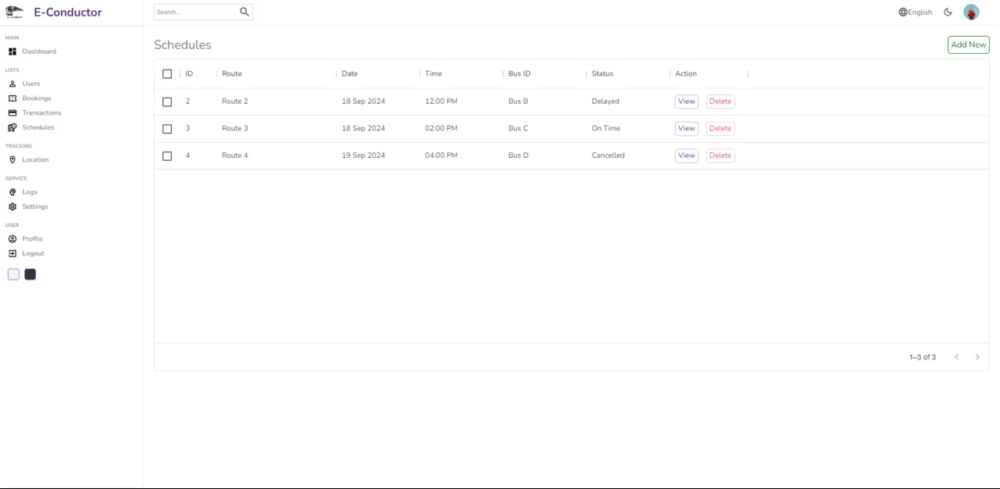 E-Conductor
Search...
English
MAIN
Dashboard
LISTS
Users
Bookings
Transactions
Schedules
TRACKING
Location
SERVICE
Logs
Settings
USER
Profile
Logout
Schedules
Add New
ID Route Date Time Bus ID Status Action
2 Route 2 18 Sep 2024 12:00 PM Bus B Delayed View Delete
3 Route 3 18 Sep 2024 02:00 PM Bus C On Time View Delete
4 Route 4 19 Sep 2024 04:00 PM Bus D Cancelled View Delete
1–3 of 3